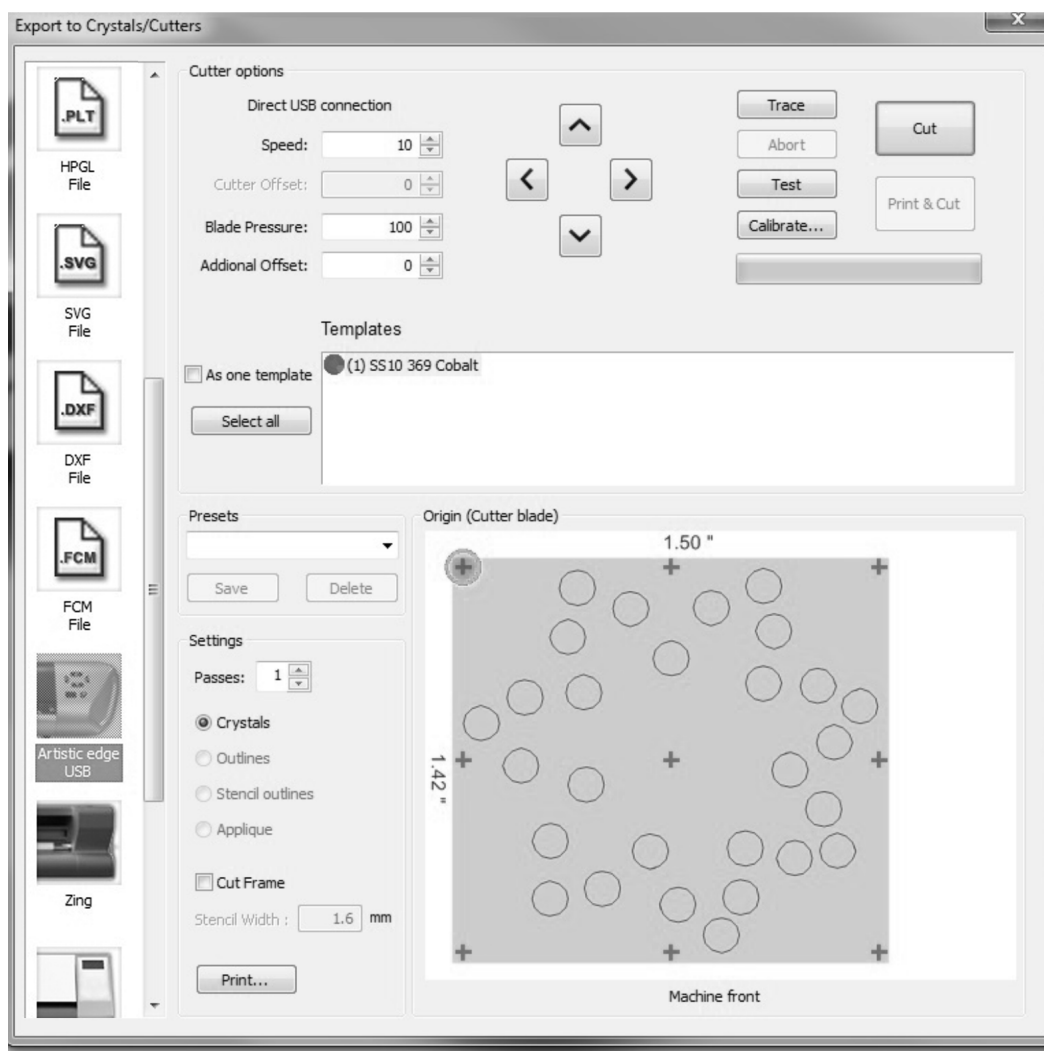 Export to Crystals/Cutters
x
.PLT
HPGL
File
.SVG
SVG
File
.DXF
DXF
File
.FCM
FCM
File
Artistic edge
USB
Zing
Cutter options
Direct USB connection
Speed: 10
Cutter Offset: 0
Blade Pressure: 100
Addional Offset: 0
Trace
Abort
Test
Calibrate...
Cut
Print & Cut
Templates
As one template
(1) SS10 369 Cobalt
Select all
Presets
Save
Delete
Settings
Passes: 1
Crystals
Outlines
Stencil outlines
Applique
Cut Frame
Stencil Width : 1.6 mm
Print...
Origin (Cutter blade)
1.50 "
1.42 "
Machine front